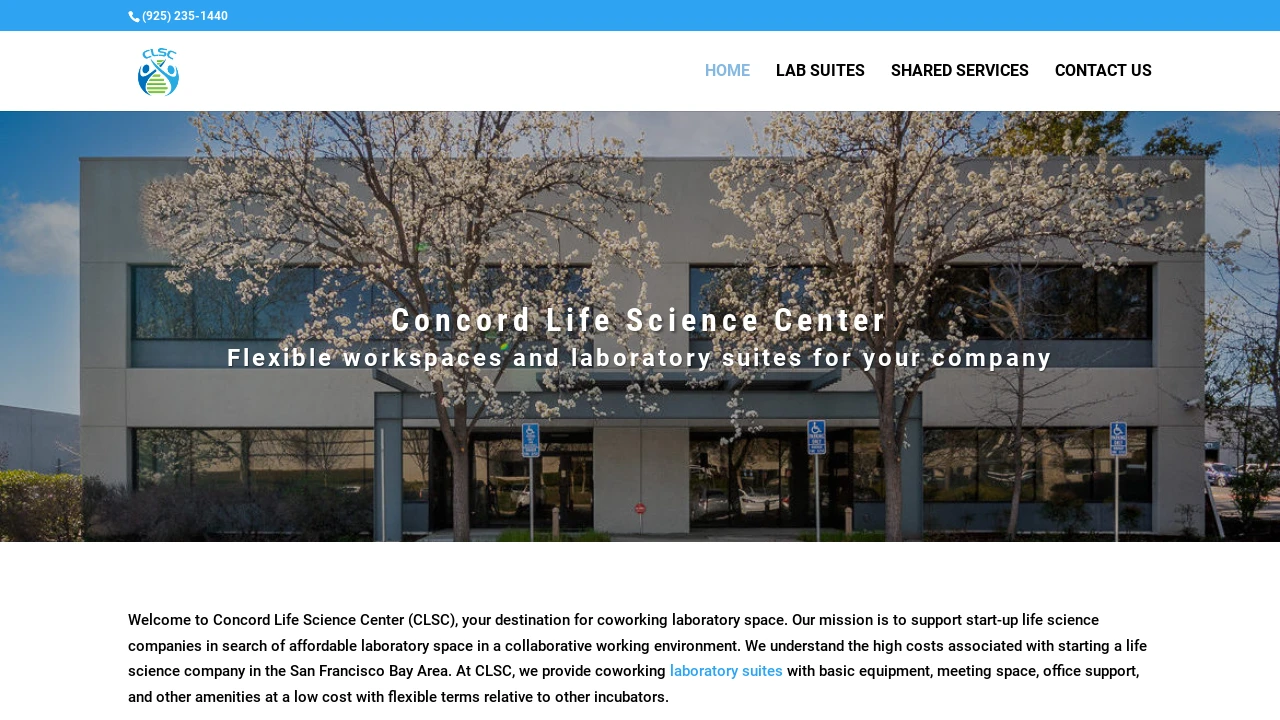 (925) 235-1440
CLSC
HOME
LAB SUITES
SHARED SERVICES
CONTACT US
Concord Life Science Center
Flexible workspaces and laboratory suites for your company
Welcome to Concord Life Science Center (CLSC), your destination for coworking laboratory space. Our mission is to support start-up life science
companies in search of affordable laboratory space in a collaborative working environment. We understand the high costs associated with starting a life
science company in the San Francisco Bay Area. At CLSC, we provide coworking laboratory suites with basic equipment, meeting space, office support,
and other amenities at a low cost with flexible terms relative to other incubators.